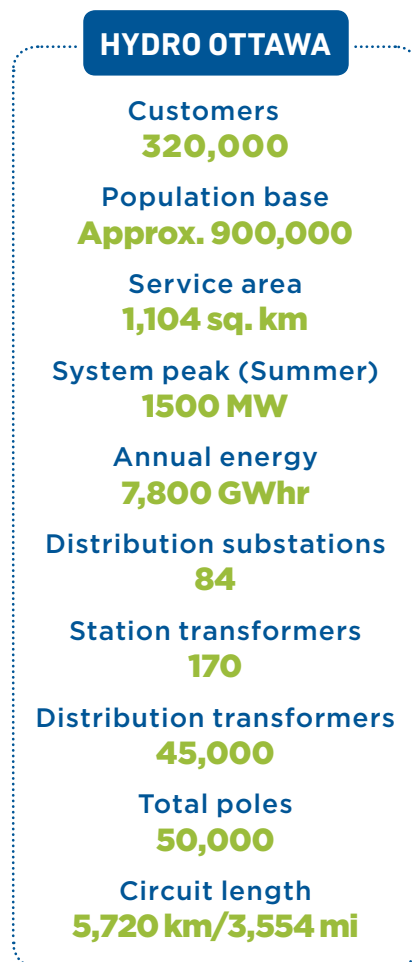 HYDRO OTTAWA
Customers
320,000
Population base
Approx. 900,000
Service area
1,104 sq. km
System peak (Summer)
1500 MW
Annual energy
7,800 GWhr
Distribution substations
84
Station transformers
170
Distribution transformers
45,000
Total poles
50,000
Circuit length
5,720 km/3,554 mi